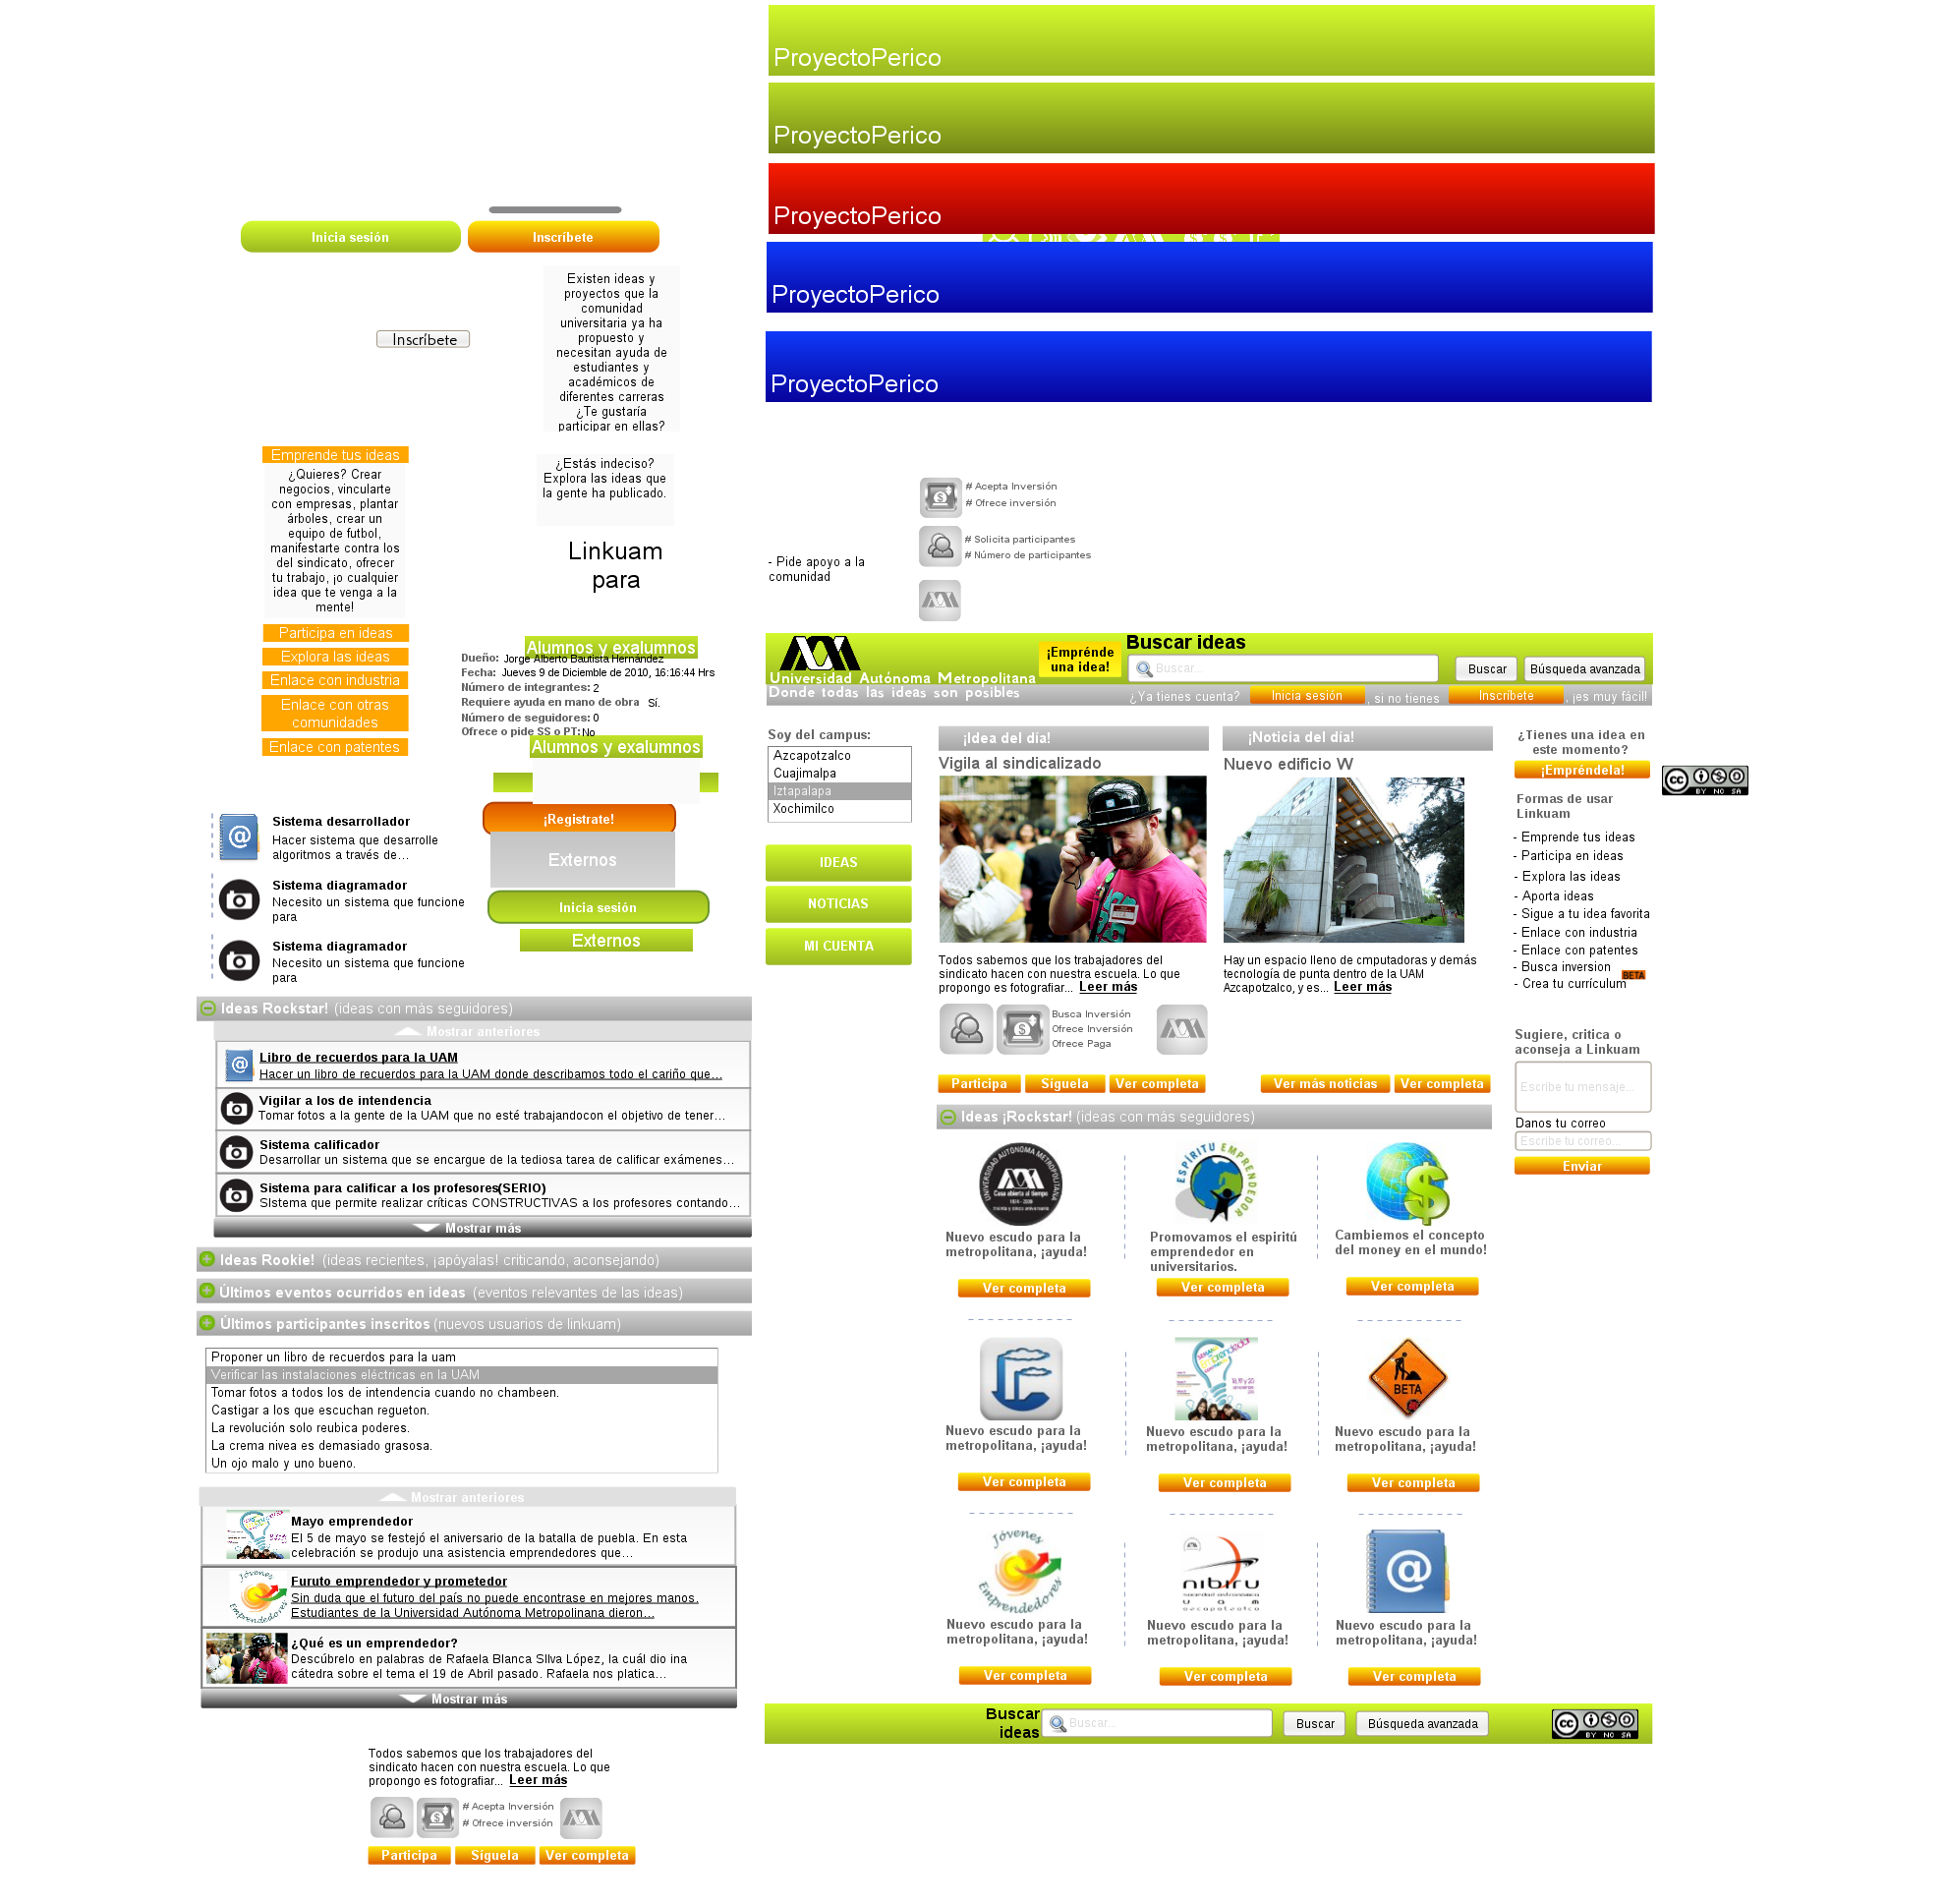 ProyectoPerico
ProyectoPerico
ProyectoPerico
ProyectoPerico
ProyectoPerico
Inicia sesión
Inscríbete
Existen ideas y
proyectos que la
comunidad
universitaria ya ha
propuesto y
necesitan ayuda de
estudiantes y
académicos de
diferentes carreras
¿Te gustaría
participar en ellas?
Inscríbete
Emprende tus ideas
¿Quieres? Crear
negocios, vincularte
con empresas, plantar
árboles, crear un
equipo de futbol,
manifestarte contra los
del sindicato, ofrecer
tu trabajo, ¡o cualquier
idea que te venga a la
mente!
Participa en ideas
Explora las ideas
Enlace con industria
Enlace con otras
comunidades
Enlace con patentes
¿Estás indeciso?
Explora las ideas que
la gente ha publicado.
Linkuam
para
Alumnos y exalumnos
Dueño: Jorge Alberto Bautista Hernández
Fecha: Jueves 9 de Diciembre de 2010, 16:16:44 Hrs
Número de integrantes: 2
Requiere ayuda en mano de obra Sí.
Número de seguidores: 0
Ofrece o pide SS o PT: No
Alumnos y exalumnos
¡Registrate!
Externos
Inicia sesión
Externos
Sistema desarrollador
Hacer sistema que desarrolle
algoritmos a través de...
Sistema diagramador
Necesito un sistema que funcione
para
Sistema diagramador
Necesito un sistema que funcione
para
Ideas Rockstar! (ideas con más seguidores)
Mostrar anteriores
Libro de recuerdos para la UAM
Hacer un libro de recuerdos para la UAM donde describamos todo el cariño que...
Vigilar a los de intendencia
Tomar fotos a la gente de la UAM que no esté trabajandocon el objetivo de tener...
Sistema calificador
Desarrollar un sistema que se encargue de la tediosa tarea de calificar exámenes...
Sistema para calificar a los profesores(SERIO)
SIstema que permite realizar críticas CONSTRUCTIVAS a los profesores contando...
Mostrar más
Ideas Rookie! (ideas recientes, ¡apóyalas! criticando, aconsejando)
Últimos eventos ocurridos en ideas (eventos relevantes de las ideas)
Últimos participantes inscritos (nuevos usuarios de linkuam)
Proponer un libro de recuerdos para la uam
Verificar las instalaciones eléctricas en la UAM
Tomar fotos a todos los de intendencia cuando no chambeen.
Castigar a los que escuchan regueton.
La revolución solo reubica poderes.
La crema nivea es demasiado grasosa.
Un ojo malo y uno bueno.
Mostrar anteriores
Mayo emprendedor
El 5 de mayo se festejó el aniversario de la batalla de puebla. En esta
celebración se produjo una asistencia emprendedores que...
Furuto emprendedor y prometedor
Sin duda que el futuro del país no puede encontrase en mejores manos.
Estudiantes de la Universidad Autónoma Metropolinana dieron...
¿Qué es un emprendedor?
Descúbrelo en palabras de Rafaela Blanca SIlva López, la cuál dio ina
cátedra sobre el tema el 19 de Abril pasado. Rafaela nos platica...
Mostrar más
Todos sabemos que los trabajadores del
sindicato hacen con nuestra escuela. Lo que
propongo es fotografiar... Leer más
# Acepta Inversión
# Ofrece inversión
Participa
Síguela
Ver completa
# Acepta Inversión
# Ofrece inversión
# Solicita participantes
# Número de participantes
- Pide apoyo a la
comunidad
Universidad Autónoma Metropolitana
Donde todas las ideas son posibles
¡Emprénde
una idea!
Buscar ideas
Buscar...
Buscar
Búsqueda avanzada
¿Ya tienes cuenta? Inicia sesión , si no tienes Inscríbete , ¡es muy fácil!
Soy del campus:
Azcapotzalco
Cuajimalpa
Iztapalapa
Xochimilco
IDEAS
NOTICIAS
MI CUENTA
¡Idea del día!
Vigila al sindicalizado
Todos sabemos que los trabajadores del
sindicato hacen con nuestra escuela. Lo que
propongo es fotografiar... Leer más
Busca Inversión
Ofrece Inversión
Ofrece Paga
Participa
Síguela
Ver completa
¡Noticia del día!
Nuevo edificio W
Hay un espacio lleno de cmputadoras y demás
tecnología de punta dentro de la UAM
Azcapotzalco, y es... Leer más
Ver más noticias
Ver completa
¿Tienes una idea en
este momento?
¡Empréndela!
Formas de usar
Linkuam
- Emprende tus ideas
- Participa en ideas
- Explora las ideas
- Aporta ideas
- Sigue a tu idea favorita
- Enlace con industria
- Enlace con patentes
- Busca inversion
BETA
- Crea tu currículum
cc
BY NC SA
Sugiere, critica o
aconseja a Linkuam
Escribe tu mensaje...
Danos tu correo
Escribe tu correo...
Enviar
Ideas ¡Rockstar! (ideas con más seguidores)
UNIVERSIDAD AUTONOMA METROPOLITANA
Casa abierta al tiempo
Nuevo escudo para la
metropolitana, ¡ayuda!
Ver completa
ESPÍRITU EMPRENDEDOR
Promovamos el espiritú
emprendedor en
universitarios.
Ver completa
$
Cambiemos el concepto
del money en el mundo!
Ver completa
Nuevo escudo para la
metropolitana, ¡ayuda!
Ver completa
Nuevo escudo para la
metropolitana, ¡ayuda!
Ver completa
BETA
Nuevo escudo para la
metropolitana, ¡ayuda!
Ver completa
Jóvenes
Emprendedores
Nuevo escudo para la
metropolitana, ¡ayuda!
Ver completa
nibiru
uam
azcapotzalco
Nuevo escudo para la
metropolitana, ¡ayuda!
Ver completa
@
Nuevo escudo para la
metropolitana, ¡ayuda!
Ver completa
Buscar
ideas
Buscar...
Buscar
Búsqueda avanzada
cc
BY NC SA